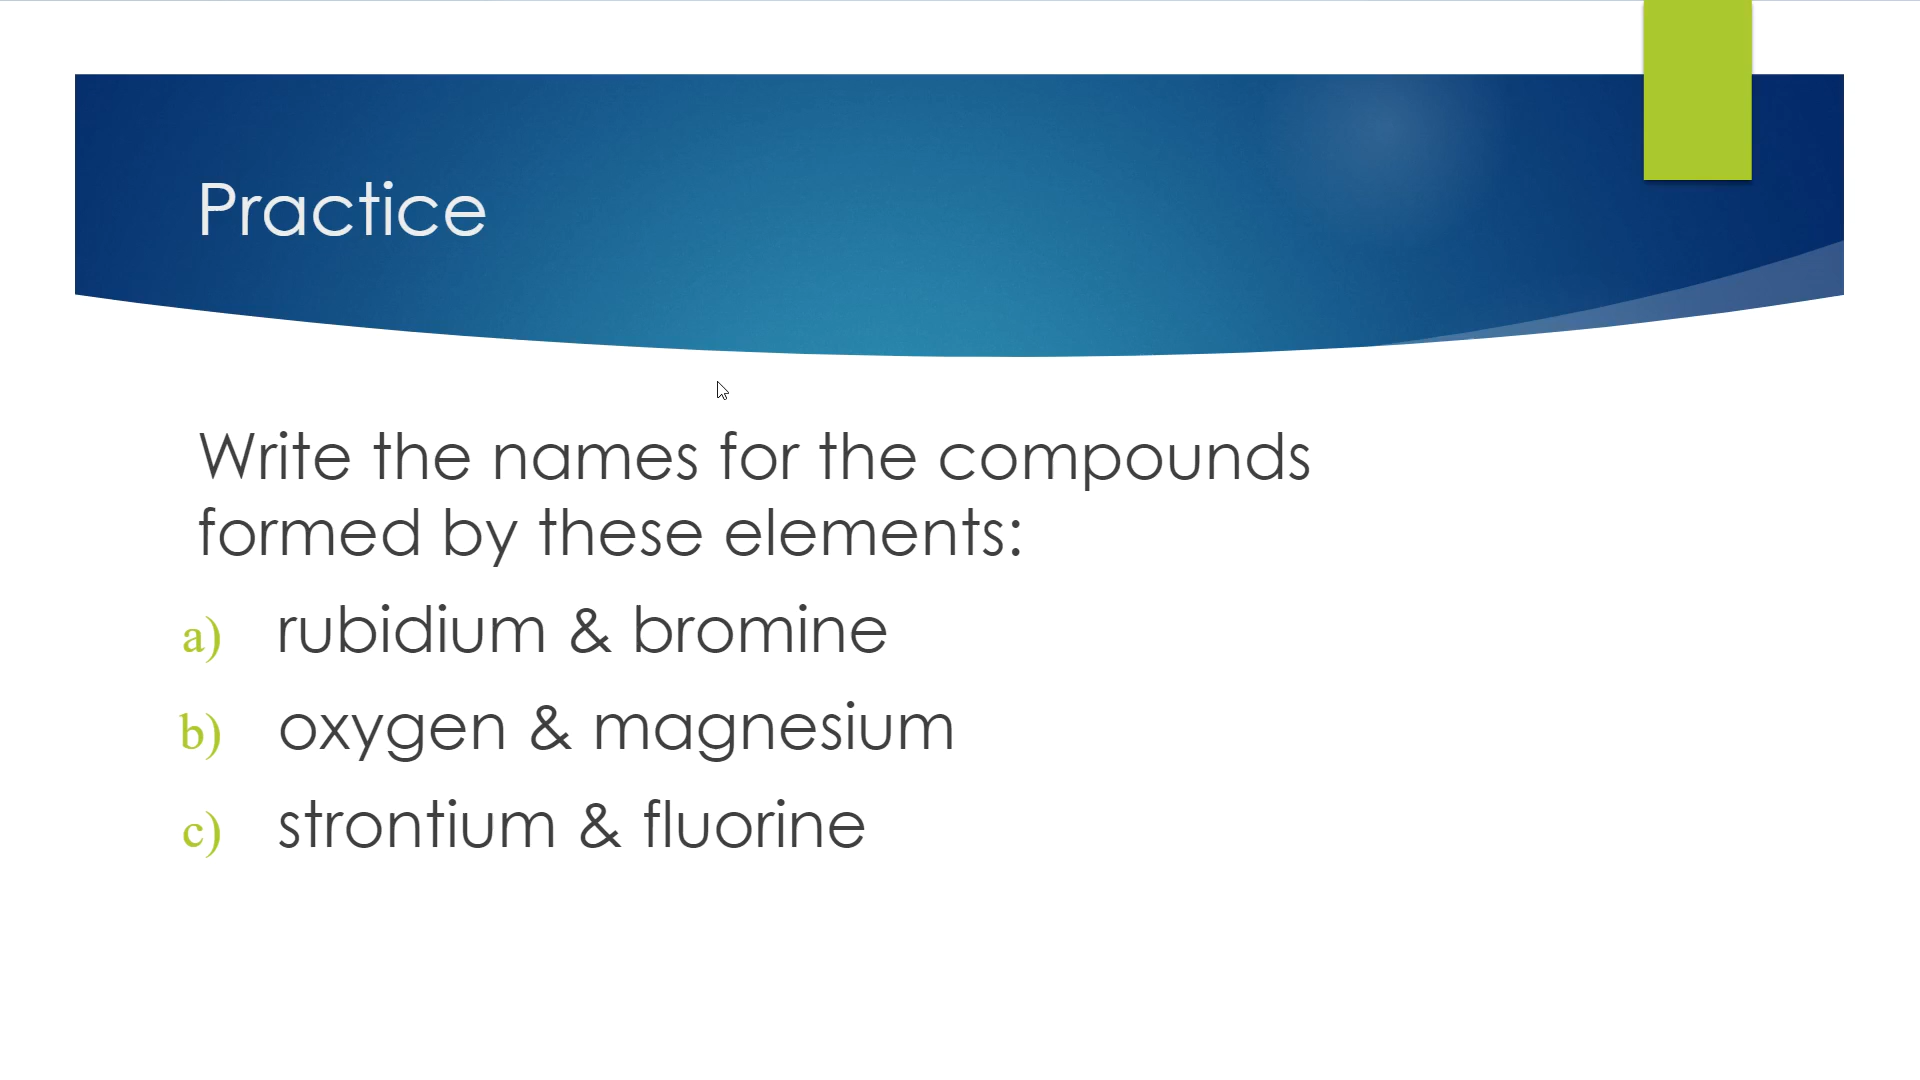 Practice
Write the names for the compounds
formed by these elements:
a) rubidium & bromine
b) oxygen & magnesium
c) strontium & fluorine